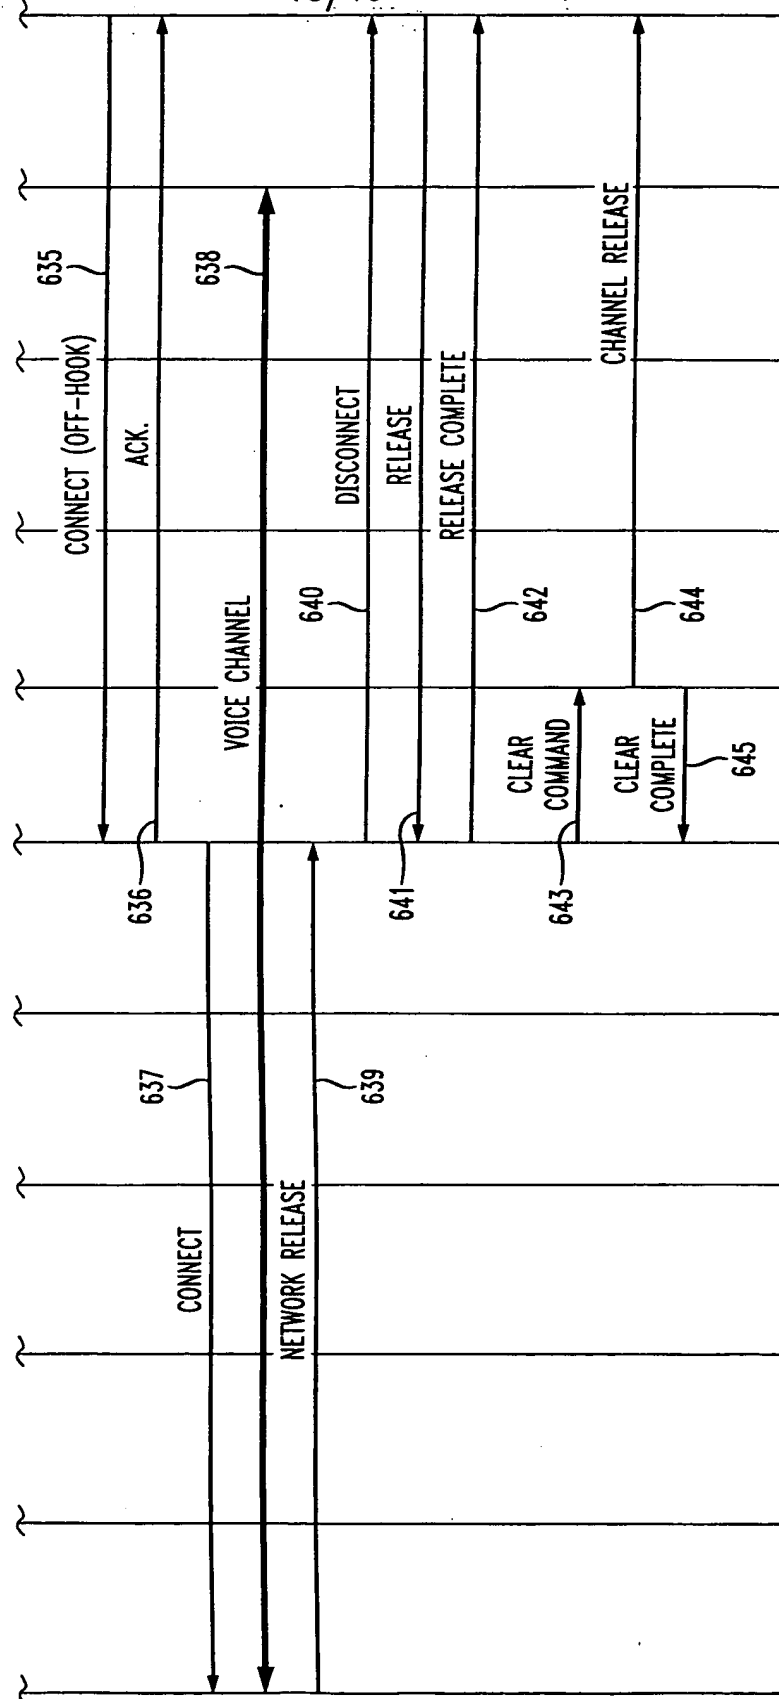 CONNECT (OFF-HOOK)
635
ACK.
636
CONNECT
637
VOICE CHANNEL
638
NETWORK RELEASE
639
DISCONNECT
640
RELEASE
641
RELEASE COMPLETE
642
CLEAR
COMMAND
643
CHANNEL RELEASE
644
CLEAR
COMPLETE
645